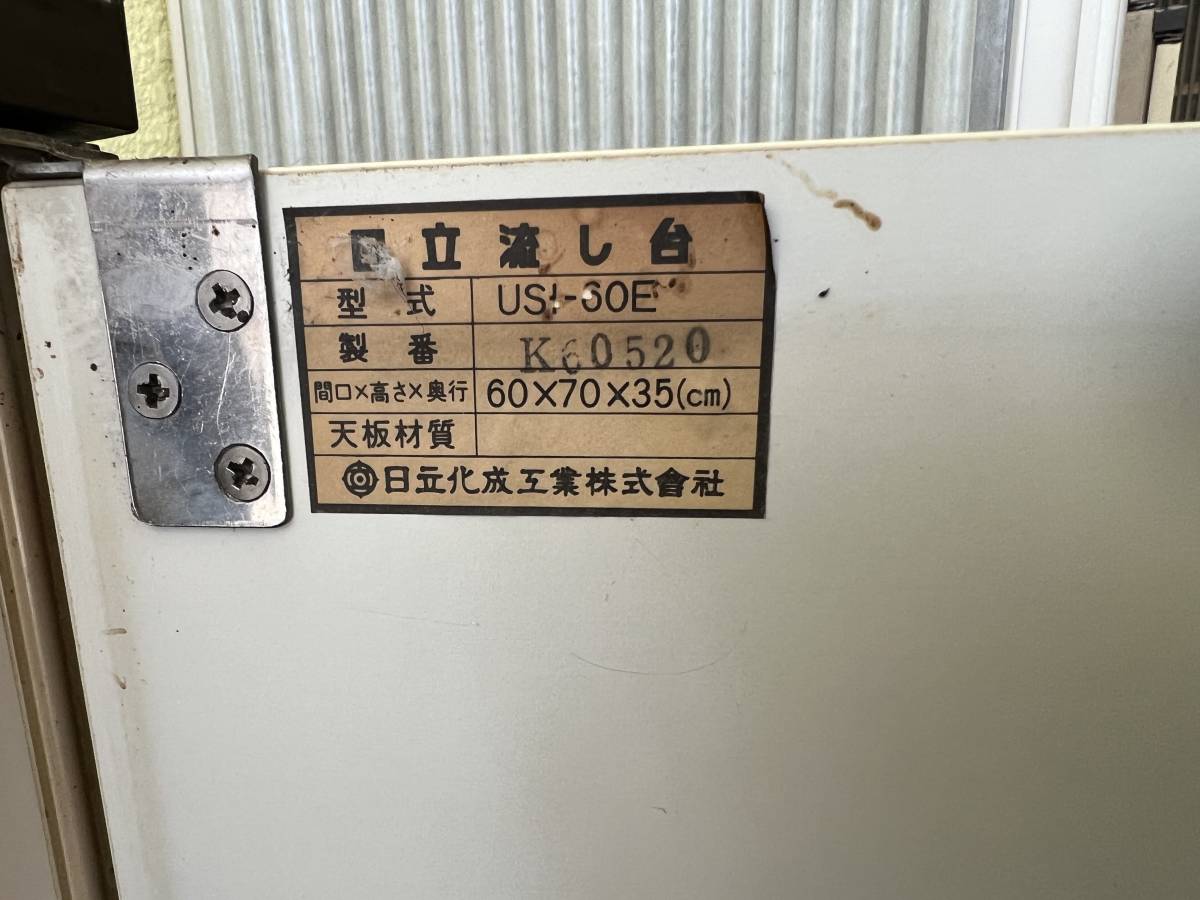 日立流し台
型式
製番 K60520
間口×高さ×奥行 60×70×35(cm)
天板材質
日立化成工業株式會社